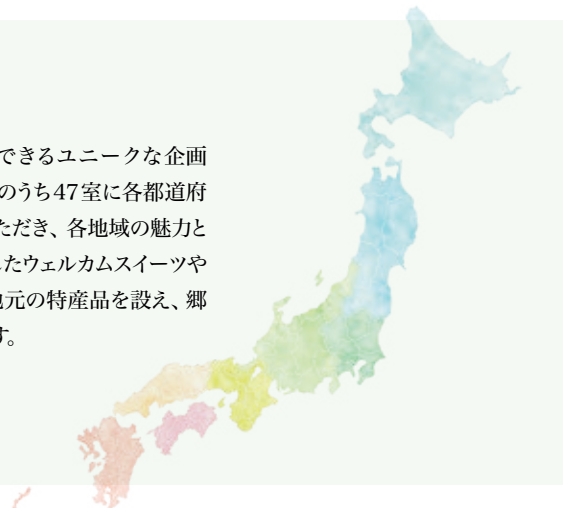 できるユニークな企画
のうち47室に各都道府
ただき、各地域の魅力と
たウェルカムスイーツや
元の特産品を設え、郷
す。